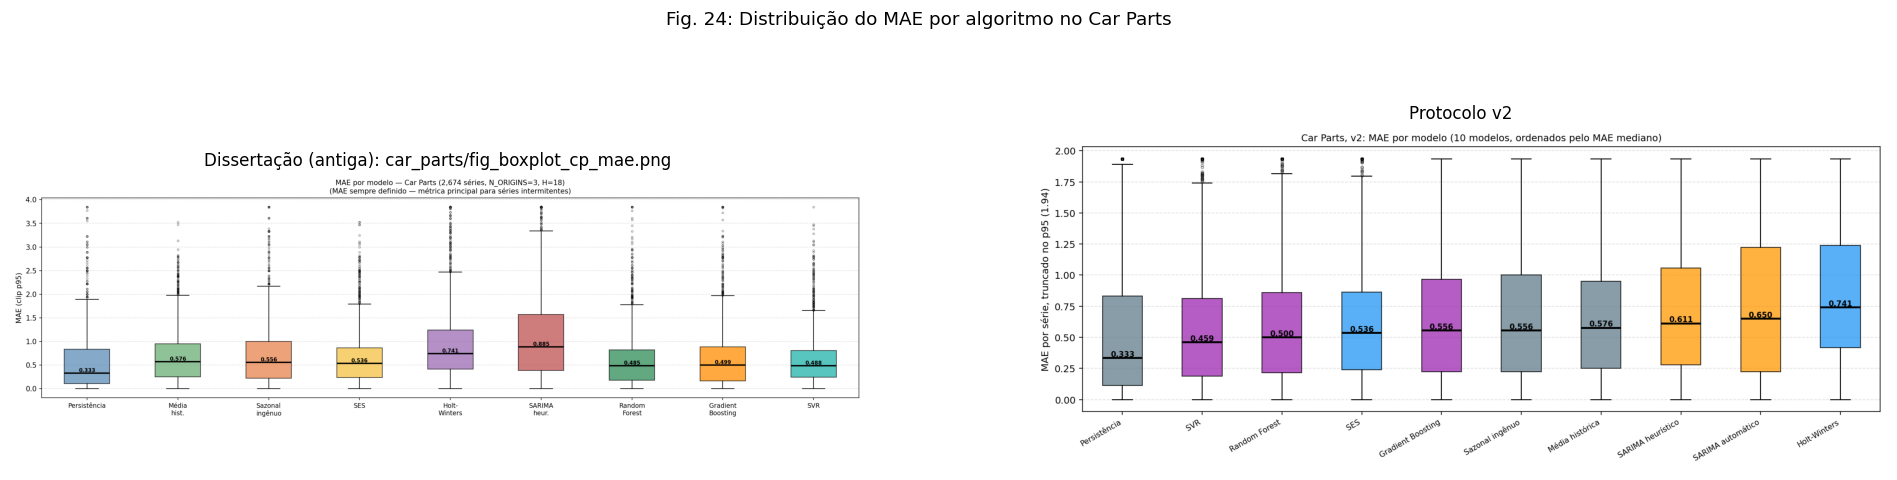 Fig. 24: Distribuição do MAE por algoritmo no Car Parts
Dissertação (antiga): car_parts/fig_boxplot_cp_mae.png
MAE por modelo — Car Parts (2,674 séries, N_ORIGINS=3, H=18)
(MAE sempre definido — métrica principal para séries intermitentes)
MAE (clip p95)
4.0
3.5
3.0
2.5
2.0
1.5
1.0
0.5
0.0
0.333
0.576
0.556
0.536
0.741
0.885
0.485
0.499
0.488
Persistência
Média
hist.
Sazonal
ingênuo
SES
Holt-
Winters
SARIMA
heur.
Random
Forest
Gradient
Boosting
SVR
Protocolo v2
Car Parts, v2: MAE por modelo (10 modelos, ordenados pelo MAE mediano)
MAE por série, truncado no p95 (1.94)
2.00
1.75
1.50
1.25
1.00
0.75
0.50
0.25
0.00
0.333
0.459
0.500
0.536
0.556
0.556
0.576
0.611
0.650
0.741
Persistência
SVR
Random Forest
SES
Gradient Boosting
Sazonal ingênuo
Média histórica
SARIMA heurístico
SARIMA automático
Holt-Winters